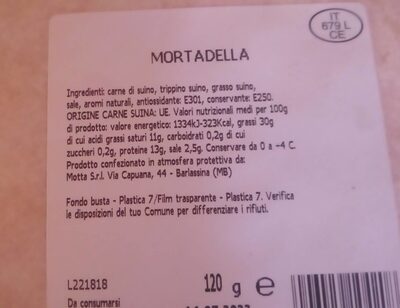 IT
679 L
CE
MORTADELLA
Ingredienti: carne di suino, trippino suino, grasso suino,
sale, aromi naturali, antiossidante: E301, conservante: E250.
ORIGINE CARNE SUINA: UE. Valori nutrizionali medi per 100g
di prodotto: valore energetico: 1334kJ-323Kcal, grassi 30g
di cui acidi grassi saturi 11g, carboidrati 0,2g di cui
zuccheri 0,2g, proteine 13g, sale 2,5g. Conservare da 0 a +4 C.
Prodotto confezionato in atmosfera protettiva da:
Motta S.r.l. Via Capuana, 44 - Barlassina (MB)
Fondo busta - Plastica 7/Film trasparente - Plastica 7. Verifica
le disposizioni del tuo Comune per differenziare i rifiuti.
L221818
120 g e
Da consumarsi